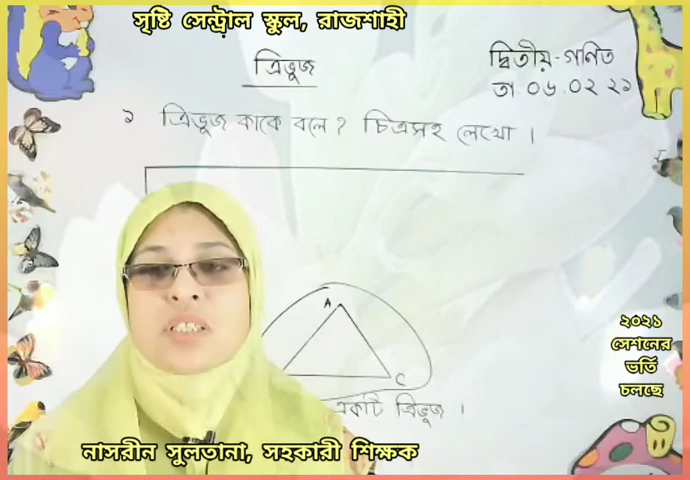 সৃষ্টি সেন্ট্রাল স্কুল, রাজশাহী
ত্রিভুজ
দ্বিতীয়-গণিত
তা ০৬.০২ ২১
১ ত্রিভুজ কাকে বলে? চিত্রসহ লেখো।
A
C
একটি ত্রিভুজ।
২০২১
সেশনের
ভর্তি
চলছে
নাসরীন সুলতানা, সহকারী শিক্ষক